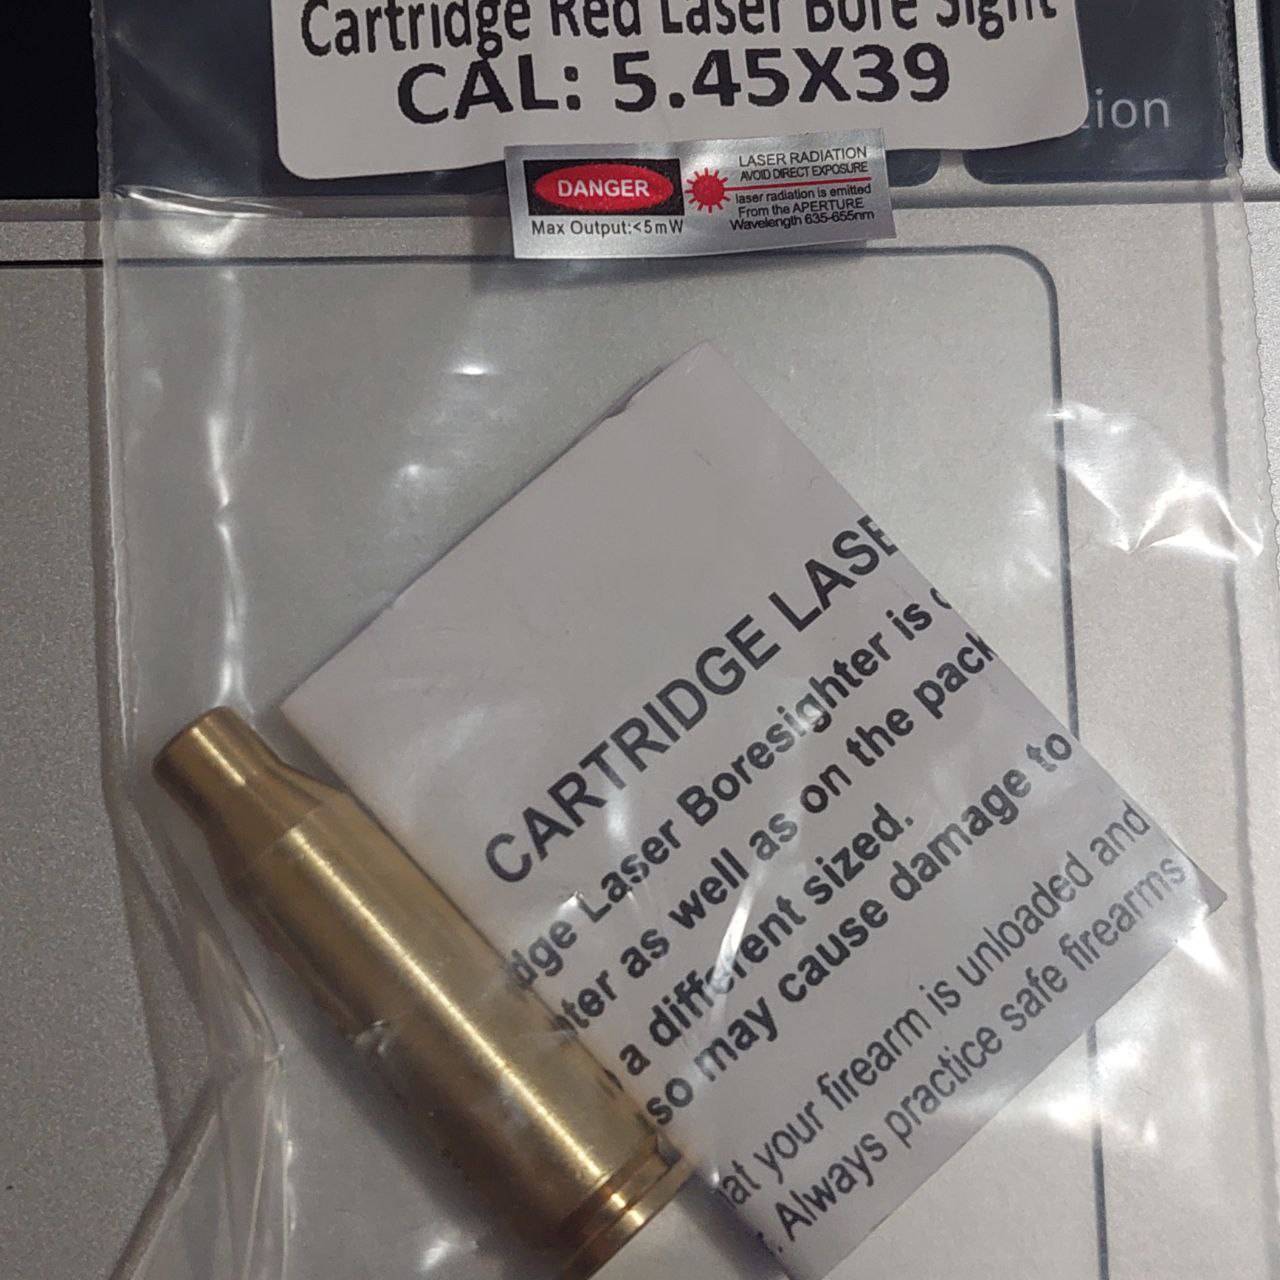 Cartridge Red Laser Bore Sight
CAL: 5.45X39
tion
DANGER
Max Output:<5mW
LASER RADIATION
AVOID DIRECT EXPOSURE
laser radiation is emitted
From the APERTURE
Wavelength 635-655nm
CARTRIDGE LASE
dge Laser Boresighter is
ter as well as on the pack
a different sized.
so may cause damage to
at your firearm is unloaded and
. Always practice safe firearms